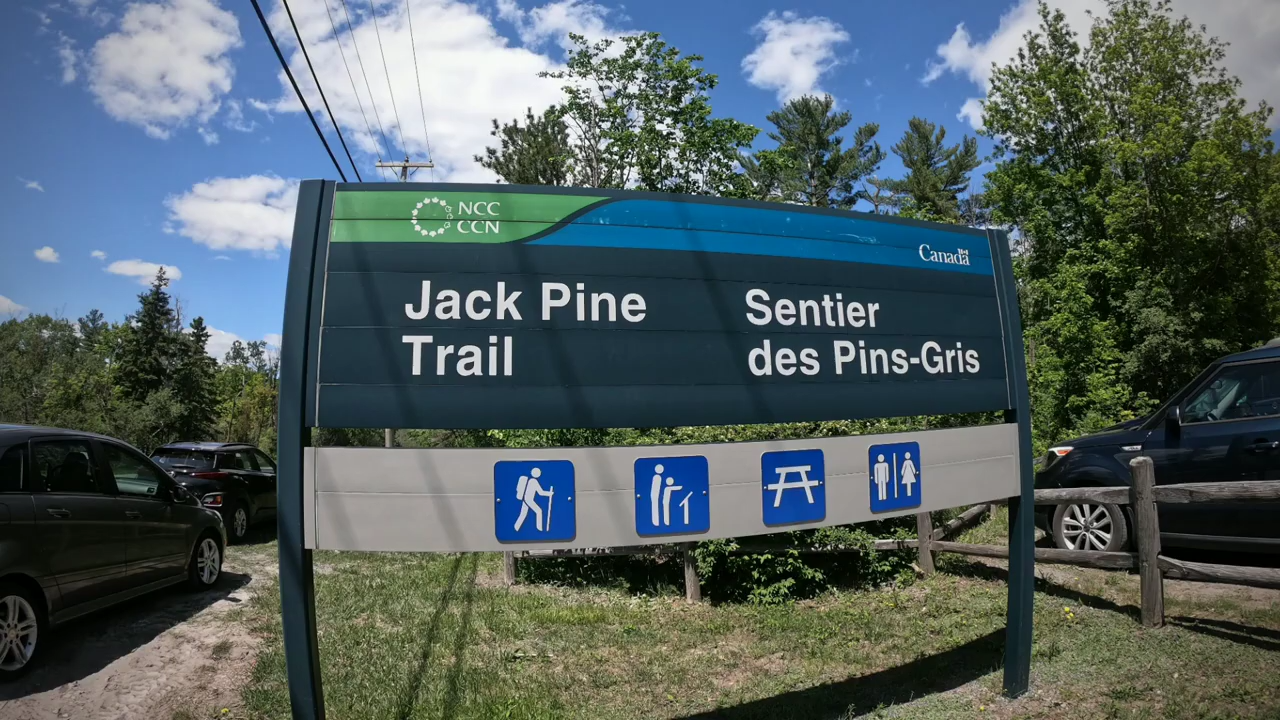 NCC
CCN
Canada
Jack Pine
Trail
Sentier
des Pins-Gris